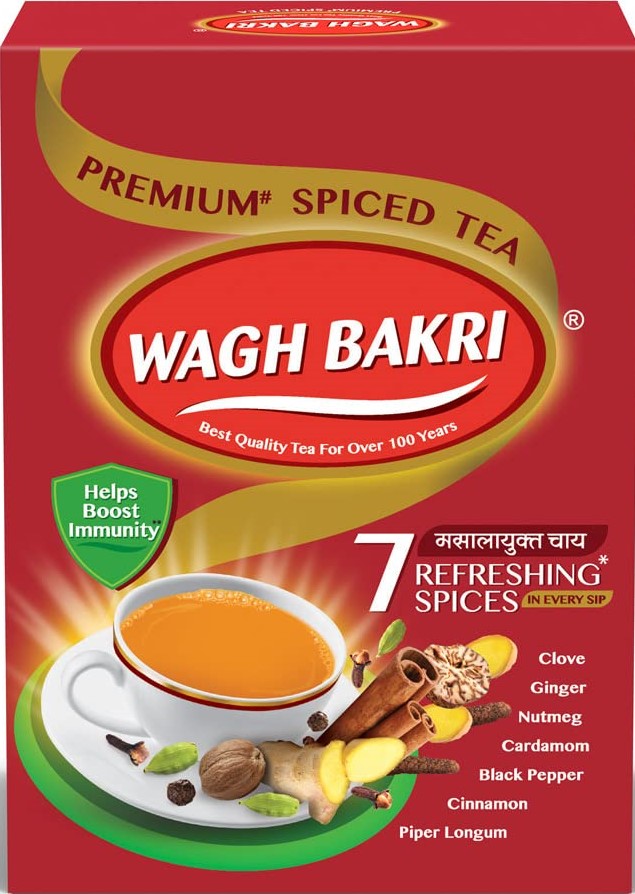 WAGH BAKRI
PREMIUM# SPICED TEA
WAGH BAKRI
®
Best Quality Tea For Over 100 Years
Helps
Boost
Immunity¨
7
मसालायुक्त चाय
REFRESHING*
SPICES
IN EVERY SIP
Clove
Ginger
Nutmeg
Cardamom
Black Pepper
Cinnamon
Piper Longum